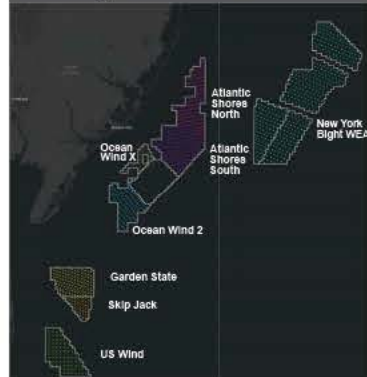 Atlantic
Shores
North
New York
Bight WEA
Ocean
Wind X
Atlantic
Shores
South
Ocean Wind 2
Garden State
Skip Jack
US Wind